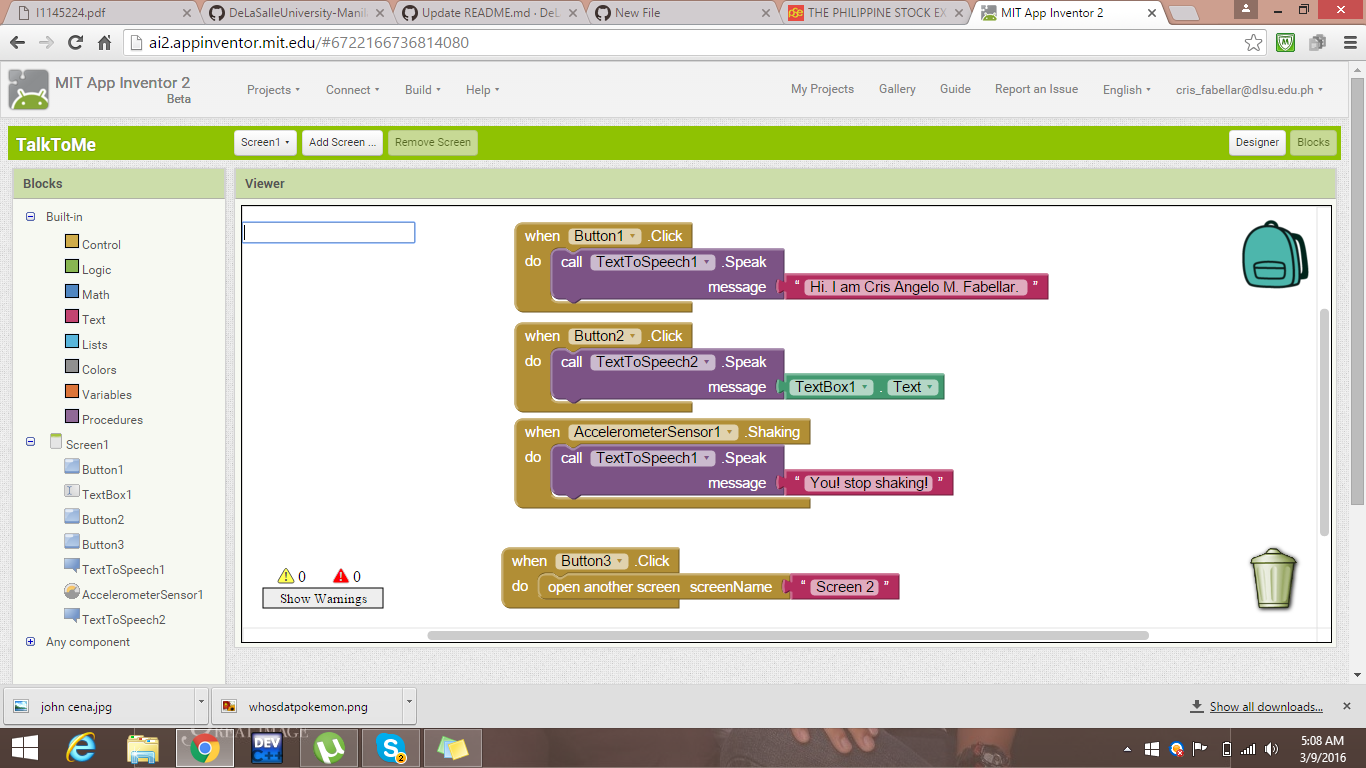 I1145224.pdf
DeLaSalleUniversity-Manil
Update README.md · DeL
New File
THE PHILIPPINE STOCK EX
MIT App Inventor 2
ai2.appinventor.mit.edu/#6722166736814080
MIT App Inventor 2
Beta
Projects
Connect
Build
Help
My Projects
Gallery
Guide
Report an Issue
English
cris_fabellar@dlsu.edu.ph
TalkToMe
Screen1
Add Screen ...
Remove Screen
Designer
Blocks
Blocks
Viewer
Built-in
Control
Logic
Math
Text
Lists
Colors
Variables
Procedures
Screen1
Button1
TextBox1
Button2
Button3
TextToSpeech1
AccelerometerSensor1
TextToSpeech2
Any component
when Button1 .Click
do call TextToSpeech1 .Speak
message " Hi. I am Cris Angelo M. Fabellar. "
when Button2 .Click
do call TextToSpeech2 .Speak
message TextBox1 . Text
when AccelerometerSensor1 .Shaking
do call TextToSpeech1 .Speak
message " You! stop shaking! "
when Button3 .Click
do open another screen screenName " Screen 2 "
0 0
Show Warnings
john cena.jpg
whosdatpokemon.png
Show all downloads...
REAL IMAGE
DEV
C++
2
5:08 AM
3/9/2016